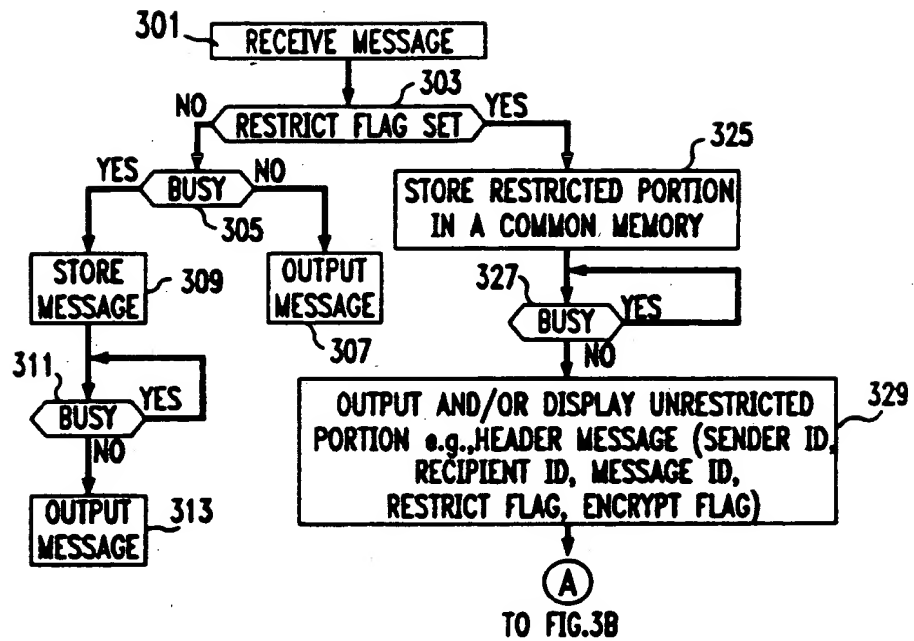 301
RECEIVE MESSAGE
303
NO
RESTRICT FLAG SET
YES
YES
BUSY
NO
305
325
STORE RESTRICTED PORTION
IN A COMMON MEMORY
STORE
MESSAGE
309
OUTPUT
MESSAGE
307
327
BUSY
YES
NO
311
BUSY
YES
NO
OUTPUT AND/OR DISPLAY UNRESTRICTED
PORTION e.g.,HEADER MESSAGE (SENDER ID,
RECIPIENT ID, MESSAGE ID,
RESTRICT FLAG, ENCRYPT FLAG)
329
OUTPUT
MESSAGE
313
A
TO FIG.3B